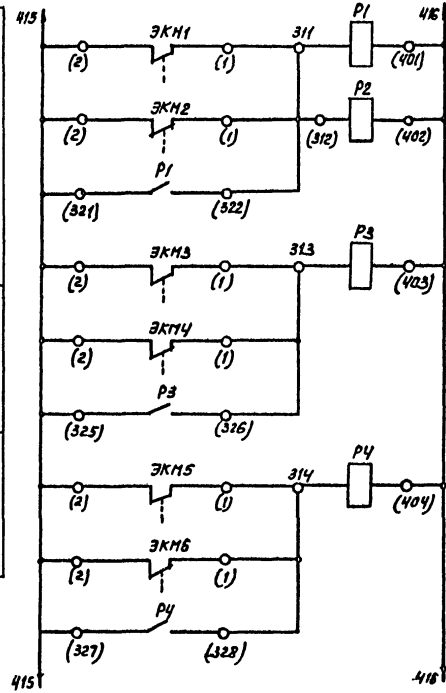 415 416
ЭКМ1 311 Р1
(2) (1) (401)
ЭКМ2 Р2
(2) (1) (312) (402)
Р1
(321) (322)
ЭКМ3 313 Р3
(2) (1) (403)
ЭКМ4
(2) (1)
Р3
(325) (326)
ЭКМ5 314 Р4
(2) (1) (404)
ЭКМ6
(2) (1)
Р4
(327) (328)
415 416